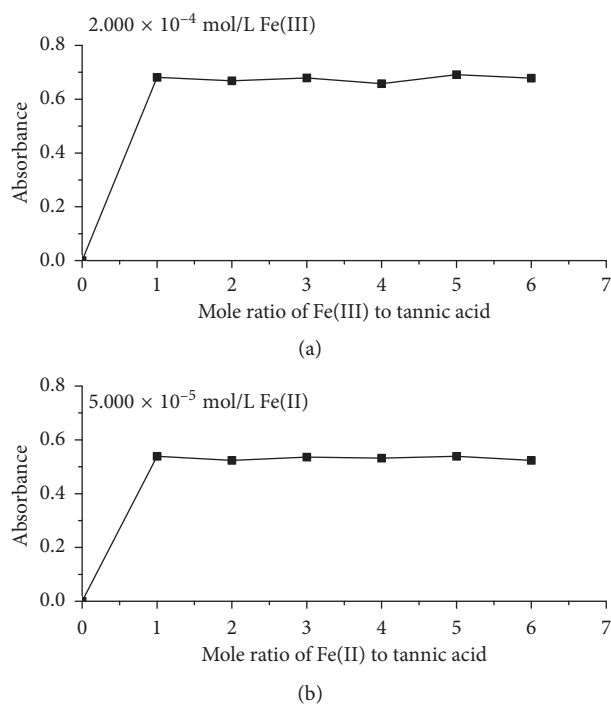 2.000 × 10⁻⁴ mol/L Fe(III)
0.8
0.6
0.4
0.2
0.0
Absorbance
0 1 2 3 4 5 6 7
Mole ratio of Fe(III) to tannic acid
(a)
5.000 × 10⁻⁵ mol/L Fe(II)
0.8
0.6
0.4
0.2
0.0
Absorbance
0 1 2 3 4 5 6 7
Mole ratio of Fe(II) to tannic acid
(b)